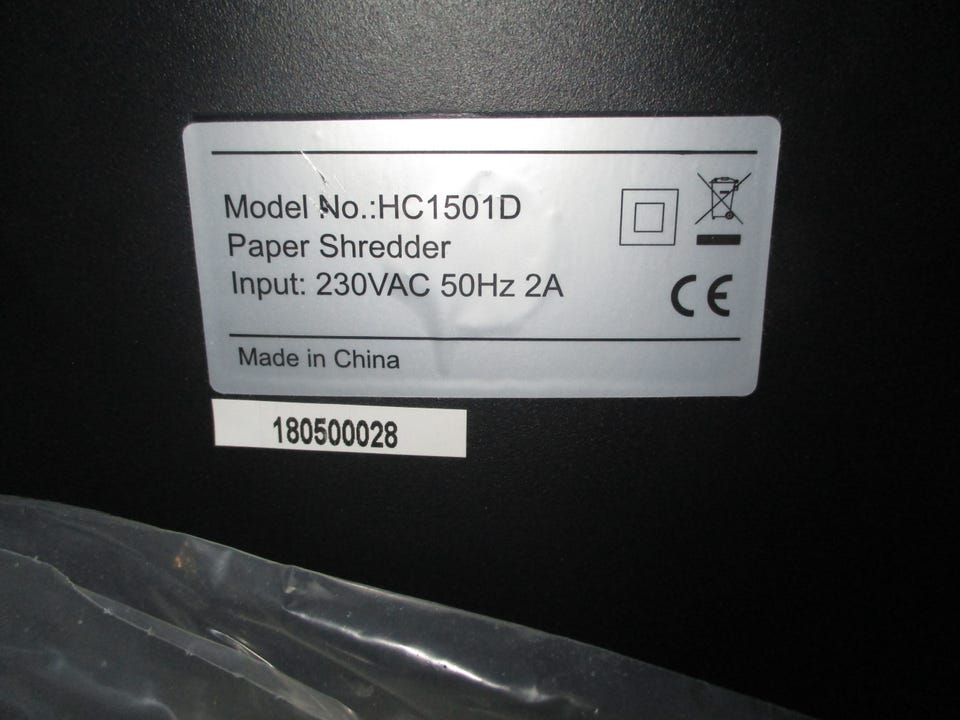 Model No.:HC1501D
Paper Shredder
Input: 230VAC 50Hz 2A
CE
Made in China
180500028